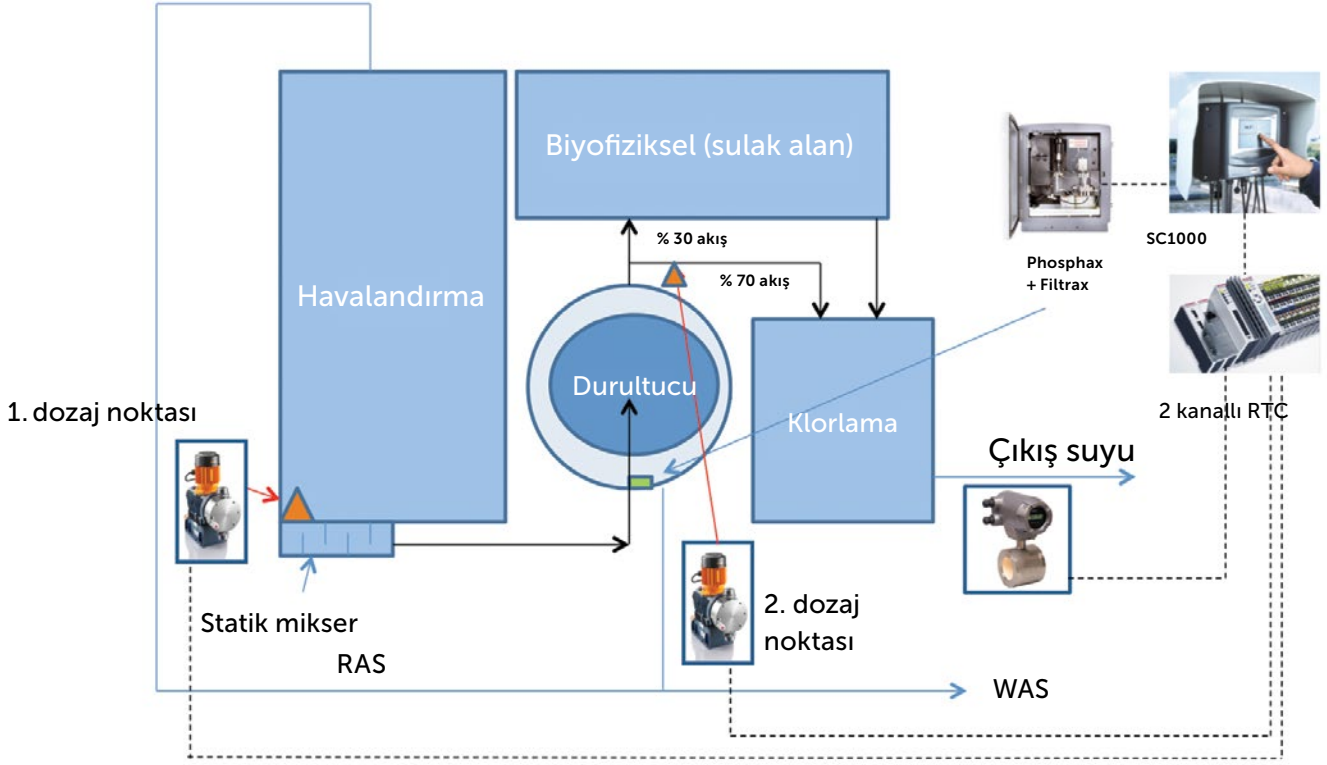 Biyofiziksel (sulak alan)
% 30 akış
% 70 akış
SC1000
Phosphax
+ Filtrax
Havalandırma
Durultucu
1. dozaj noktası
2 kanallı RTC
Klorlama
Çıkış suyu
2. dozaj
noktası
Statik mikser
RAS
WAS